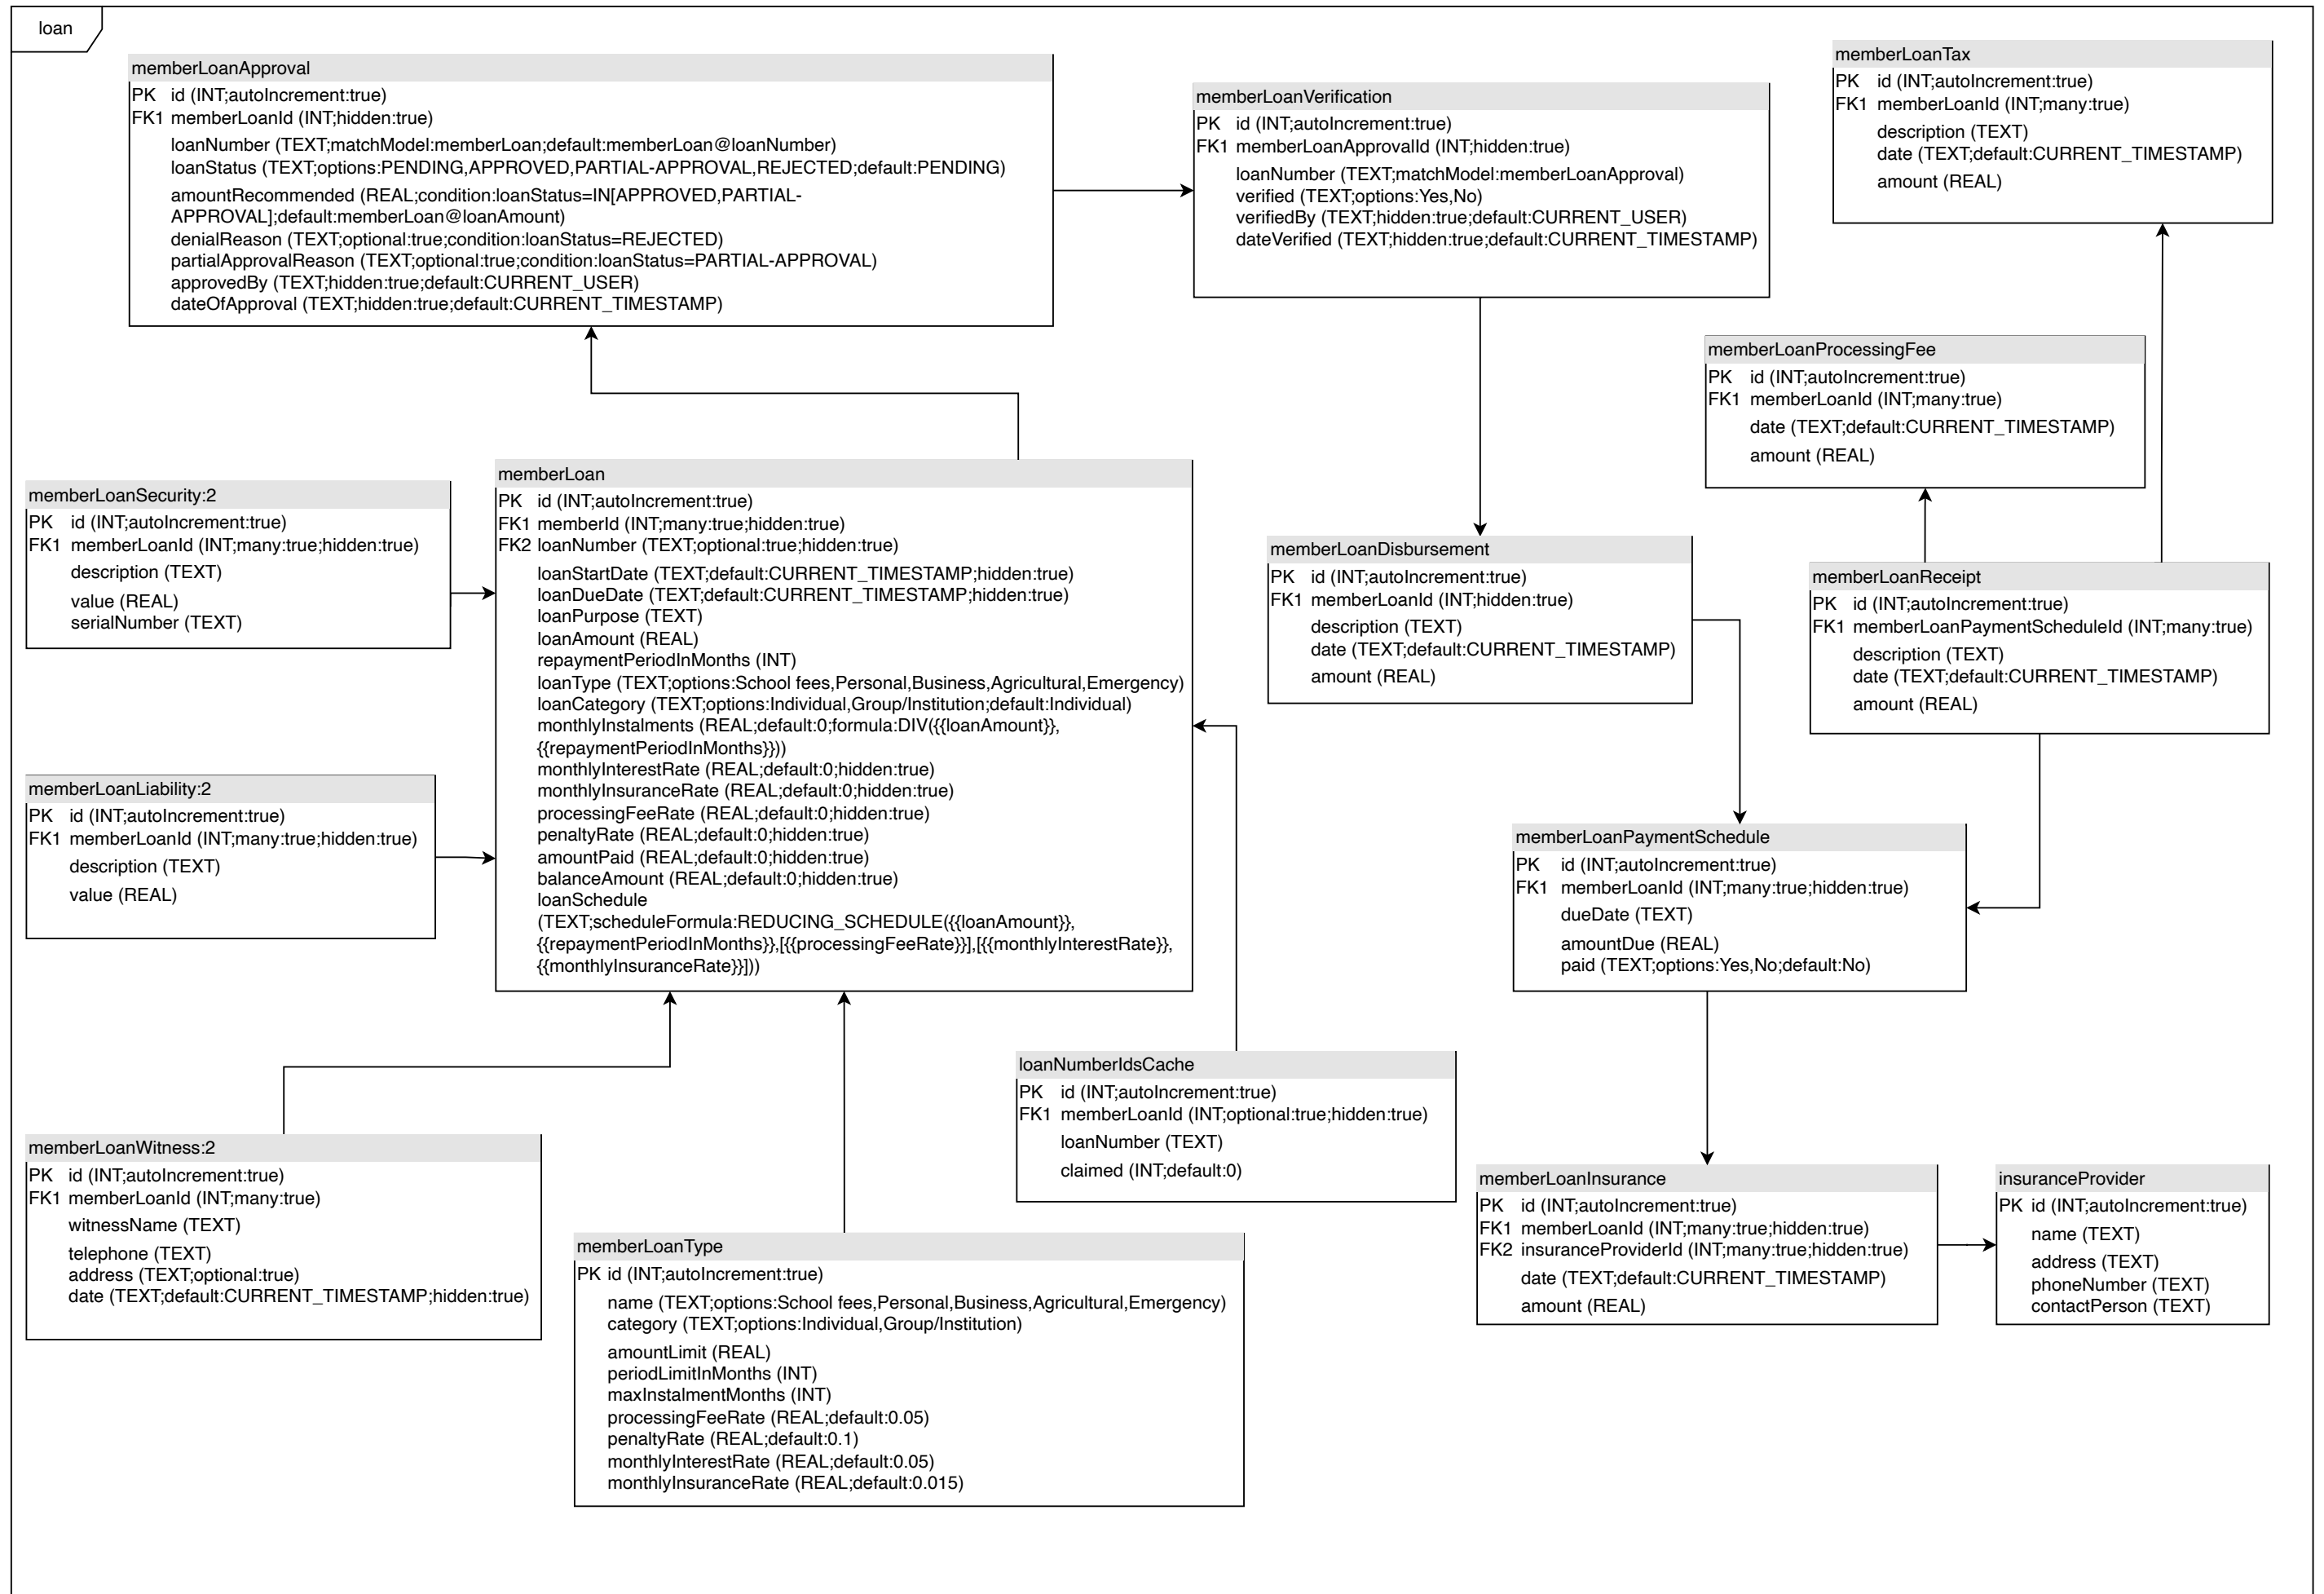 loan
memberLoanApproval
PK id (INT;autoIncrement:true)
FK1 memberLoanId (INT;hidden:true)
loanNumber (TEXT;matchModel:memberLoan;default:memberLoan@loanNumber)
loanStatus (TEXT;options:PENDING,APPROVED,PARTIAL-APPROVAL,REJECTED;default:PENDING)
amountRecommended (REAL;condition:loanStatus=IN[APPROVED,PARTIAL-
APPROVAL];default:memberLoan@loanAmount)
denialReason (TEXT;optional:true;condition:loanStatus=REJECTED)
partialApprovalReason (TEXT;optional:true;condition:loanStatus=PARTIAL-APPROVAL)
approvedBy (TEXT;hidden:true;default:CURRENT_USER)
dateOfApproval (TEXT;hidden:true;default:CURRENT_TIMESTAMP)
memberLoanVerification
PK id (INT;autoIncrement:true)
FK1 memberLoanApprovalId (INT;hidden:true)
loanNumber (TEXT;matchModel:memberLoanApproval)
verified (TEXT;options:Yes,No)
verifiedBy (TEXT;hidden:true;default:CURRENT_USER)
dateVerified (TEXT;hidden:true;default:CURRENT_TIMESTAMP)
memberLoanTax
PK id (INT;autoIncrement:true)
FK1 memberLoanId (INT;many:true)
description (TEXT)
date (TEXT;default:CURRENT_TIMESTAMP)
amount (REAL)
memberLoanProcessingFee
PK id (INT;autoIncrement:true)
FK1 memberLoanId (INT;many:true)
date (TEXT;default:CURRENT_TIMESTAMP)
amount (REAL)
memberLoanSecurity:2
PK id (INT;autoIncrement:true)
FK1 memberLoanId (INT;many:true;hidden:true)
description (TEXT)
value (REAL)
serialNumber (TEXT)
memberLoan
PK id (INT;autoIncrement:true)
FK1 memberId (INT;many:true;hidden:true)
FK2 loanNumber (TEXT;optional:true;hidden:true)
loanStartDate (TEXT;default:CURRENT_TIMESTAMP;hidden:true)
loanDueDate (TEXT;default:CURRENT_TIMESTAMP;hidden:true)
loanPurpose (TEXT)
loanAmount (REAL)
repaymentPeriodInMonths (INT)
loanType (TEXT;options:School fees,Personal,Business,Agricultural,Emergency)
loanCategory (TEXT;options:Individual,Group/Institution;default:Individual)
monthlyInstalments (REAL;default:0;formula:DIV({{loanAmount}},
{{repaymentPeriodInMonths}}))
monthlyInterestRate (REAL;default:0;hidden:true)
monthlyInsuranceRate (REAL;default:0;hidden:true)
processingFeeRate (REAL;default:0;hidden:true)
penaltyRate (REAL;default:0;hidden:true)
amountPaid (REAL;default:0;hidden:true)
balanceAmount (REAL;default:0;hidden:true)
loanSchedule
(TEXT;scheduleFormula:REDUCING_SCHEDULE({{loanAmount}},
{{repaymentPeriodInMonths}},[{{processingFeeRate}}],[{{monthlyInterestRate}},
{{monthlyInsuranceRate}}]))
memberLoanDisbursement
PK id (INT;autoIncrement:true)
FK1 memberLoanId (INT;hidden:true)
description (TEXT)
date (TEXT;default:CURRENT_TIMESTAMP)
amount (REAL)
memberLoanReceipt
PK id (INT;autoIncrement:true)
FK1 memberLoanPaymentScheduleId (INT;many:true)
description (TEXT)
date (TEXT;default:CURRENT_TIMESTAMP)
amount (REAL)
memberLoanLiability:2
PK id (INT;autoIncrement:true)
FK1 memberLoanId (INT;many:true;hidden:true)
description (TEXT)
value (REAL)
memberLoanPaymentSchedule
PK id (INT;autoIncrement:true)
FK1 memberLoanId (INT;many:true;hidden:true)
dueDate (TEXT)
amountDue (REAL)
paid (TEXT;options:Yes,No;default:No)
loanNumberIdsCache
PK id (INT;autoIncrement:true)
FK1 memberLoanId (INT;optional:true;hidden:true)
loanNumber (TEXT)
claimed (INT;default:0)
memberLoanWitness:2
PK id (INT;autoIncrement:true)
FK1 memberLoanId (INT;many:true)
witnessName (TEXT)
telephone (TEXT)
address (TEXT;optional:true)
date (TEXT;default:CURRENT_TIMESTAMP;hidden:true)
memberLoanType
PK id (INT;autoIncrement:true)
name (TEXT;options:School fees,Personal,Business,Agricultural,Emergency)
category (TEXT;options:Individual,Group/Institution)
amountLimit (REAL)
periodLimitInMonths (INT)
maxInstalmentMonths (INT)
processingFeeRate (REAL;default:0.05)
penaltyRate (REAL;default:0.1)
monthlyInterestRate (REAL;default:0.05)
monthlyInsuranceRate (REAL;default:0.015)
memberLoanInsurance
PK id (INT;autoIncrement:true)
FK1 memberLoanId (INT;many:true;hidden:true)
FK2 insuranceProviderId (INT;many:true;hidden:true)
date (TEXT;default:CURRENT_TIMESTAMP)
amount (REAL)
insuranceProvider
PK id (INT;autoIncrement:true)
name (TEXT)
address (TEXT)
phoneNumber (TEXT)
contactPerson (TEXT)